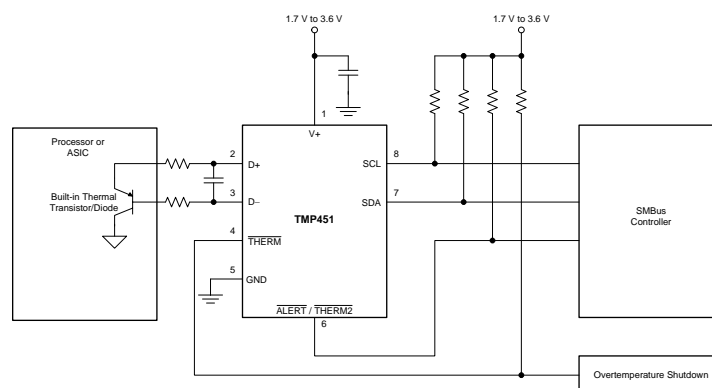 1.7 V to 3.6 V
1.7 V to 3.6 V
1
V+
Processor or
ASIC
Built-in Thermal
Transistor/Diode
2
D+
3
D−
4
THERM
5
GND
TMP451
SCL
8
SDA
7
ALERT / THERM2
6
SMBus
Controller
Overtemperature Shutdown